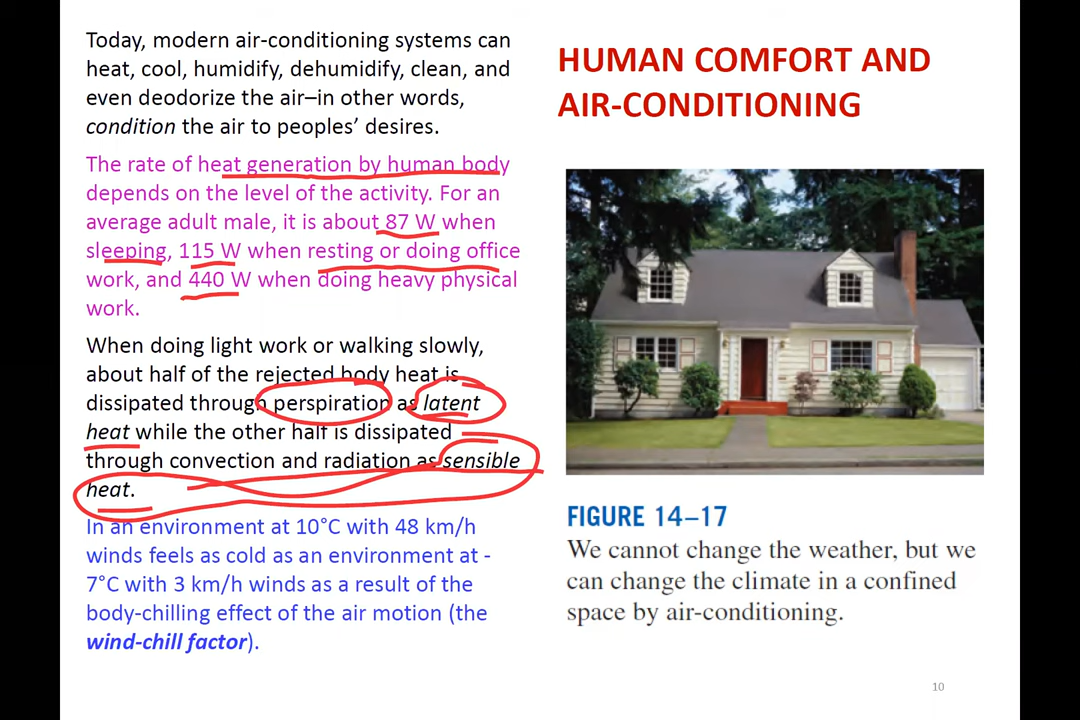 Today, modern air-conditioning systems can
heat, cool, humidify, dehumidify, clean, and
even deodorize the air–in other words,
condition the air to peoples’ desires.
The rate of heat generation by human body
depends on the level of the activity. For an
average adult male, it is about 87 W when
sleeping, 115 W when resting or doing office
work, and 440 W when doing heavy physical
work.
When doing light work or walking slowly,
about half of the rejected body heat is
dissipated through perspiration as latent
heat while the other half is dissipated
through convection and radiation as sensible
heat.
In an environment at 10°C with 48 km/h
winds feels as cold as an environment at -
7°C with 3 km/h winds as a result of the
body-chilling effect of the air motion (the
wind-chill factor).
HUMAN COMFORT AND
AIR-CONDITIONING
FIGURE 14–17
We cannot change the weather, but we
can change the climate in a confined
space by air-conditioning.
10